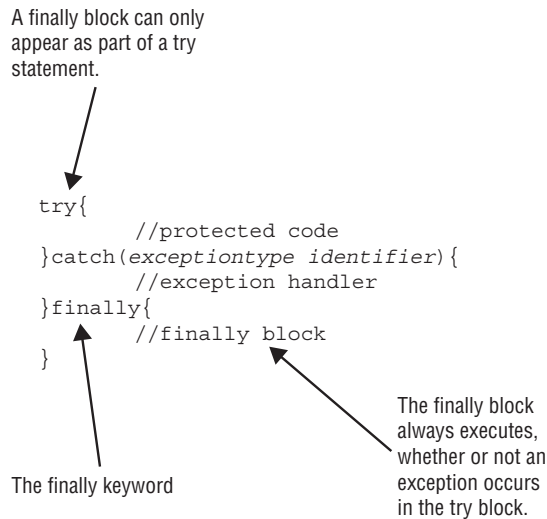 A finally block can only
appear as part of a try
statement.
try{
//protected code
}catch(exceptiontype identifier){
//exception handler
}finally{
//finally block
}
The finally keyword
The finally block
always executes,
whether or not an
exception occurs
in the try block.